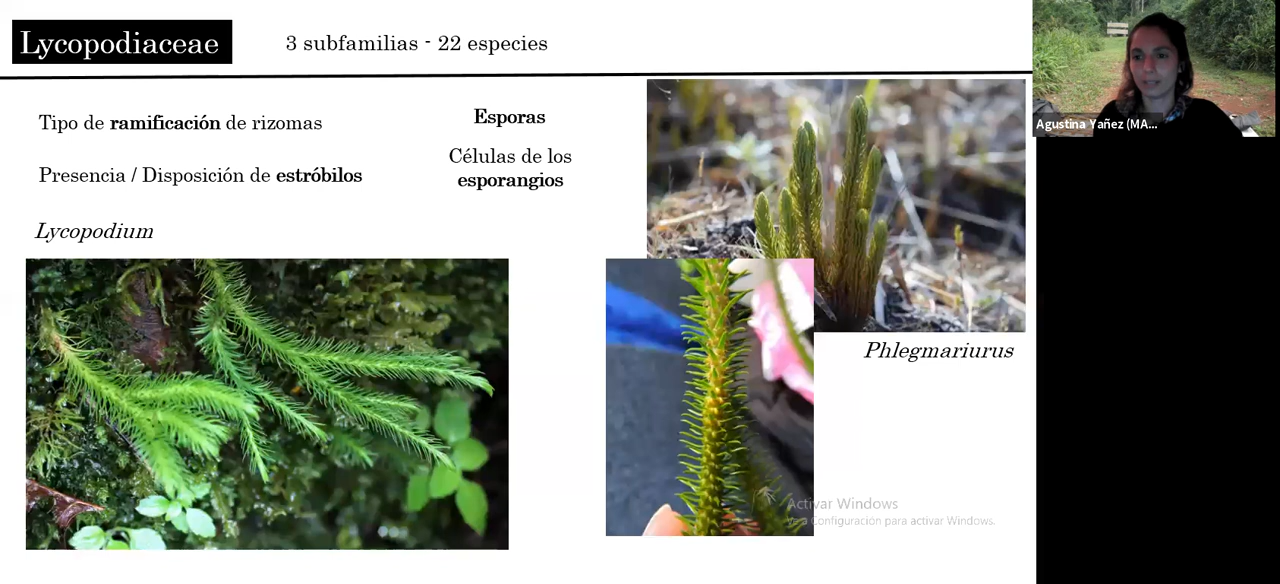 Lycopodiaceae
3 subfamilias - 22 especies
Tipo de ramificación de rizomas
Presencia / Disposición de estróbilos
Esporas
Células de los
esporangios
Lycopodium
Phlegmariurus
Activar Windows
Ve a Configuración para activar Windows.
Agustina Yañez (MA...